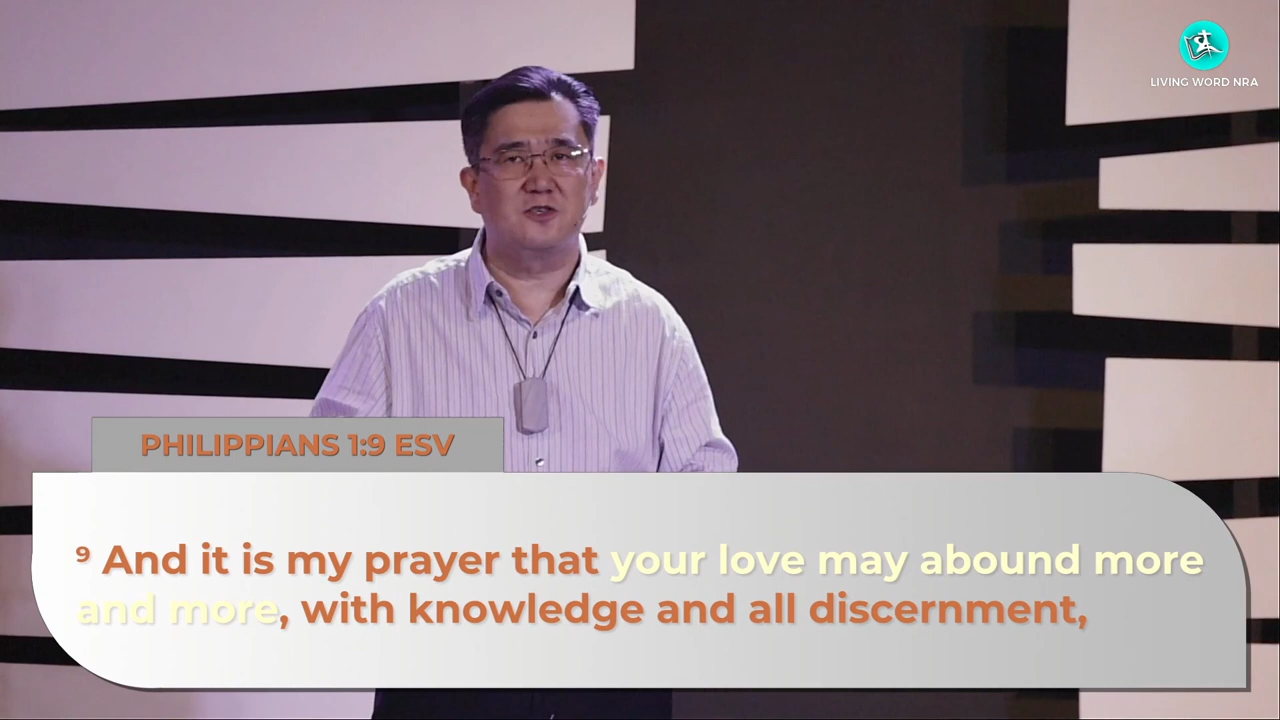 LIVING WORD NRA
PHILIPPIANS 1:9 ESV
⁹ And it is my prayer that your love may abound more
and more, with knowledge and all discernment,